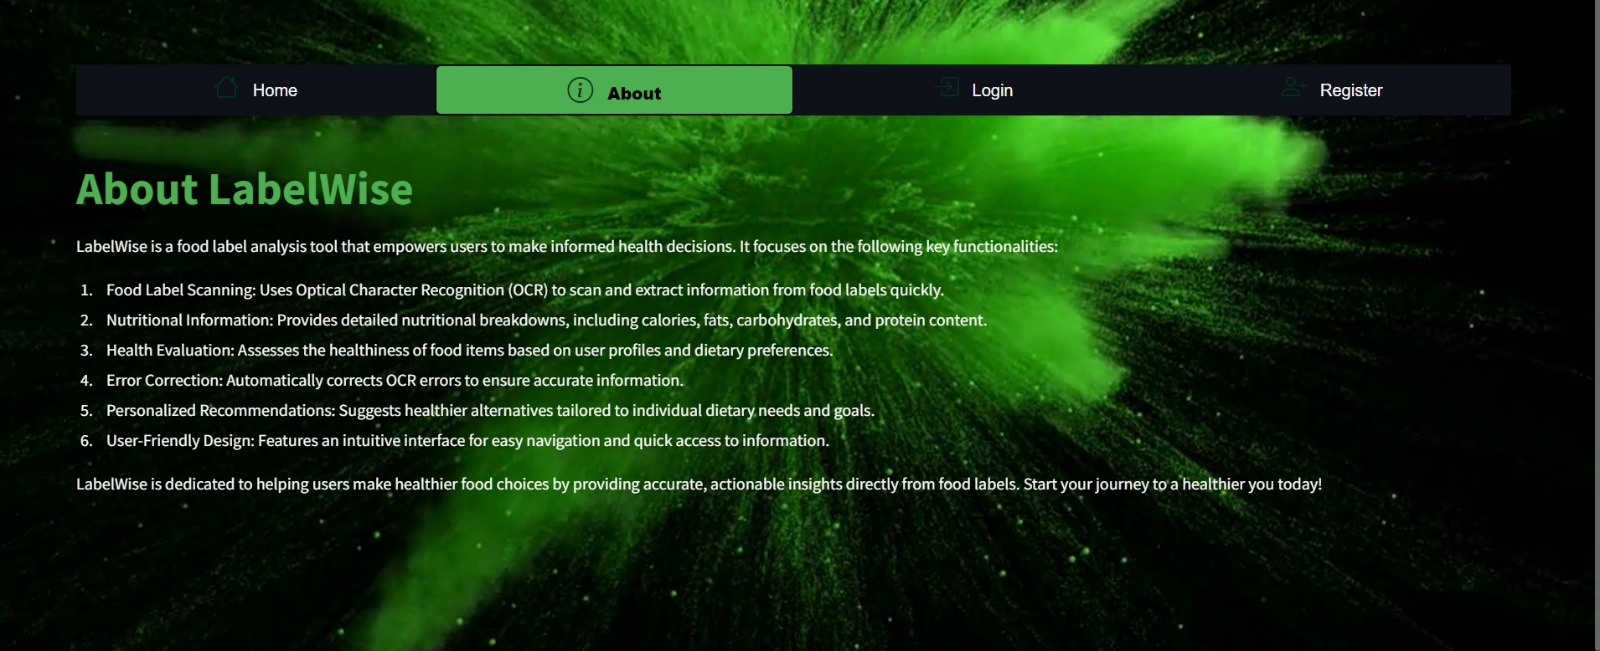 Home
About
Login
Register
About LabelWise
LabelWise is a food label analysis tool that empowers users to make informed health decisions. It focuses on the following key functionalities:
1. Food Label Scanning: Uses Optical Character Recognition (OCR) to scan and extract information from food labels quickly.
2. Nutritional Information: Provides detailed nutritional breakdowns, including calories, fats, carbohydrates, and protein content.
3. Health Evaluation: Assesses the healthiness of food items based on user profiles and dietary preferences.
4. Error Correction: Automatically corrects OCR errors to ensure accurate information.
5. Personalized Recommendations: Suggests healthier alternatives tailored to individual dietary needs and goals.
6. User-Friendly Design: Features an intuitive interface for easy navigation and quick access to information.
LabelWise is dedicated to helping users make healthier food choices by providing accurate, actionable insights directly from food labels. Start your journey to a healthier you today!